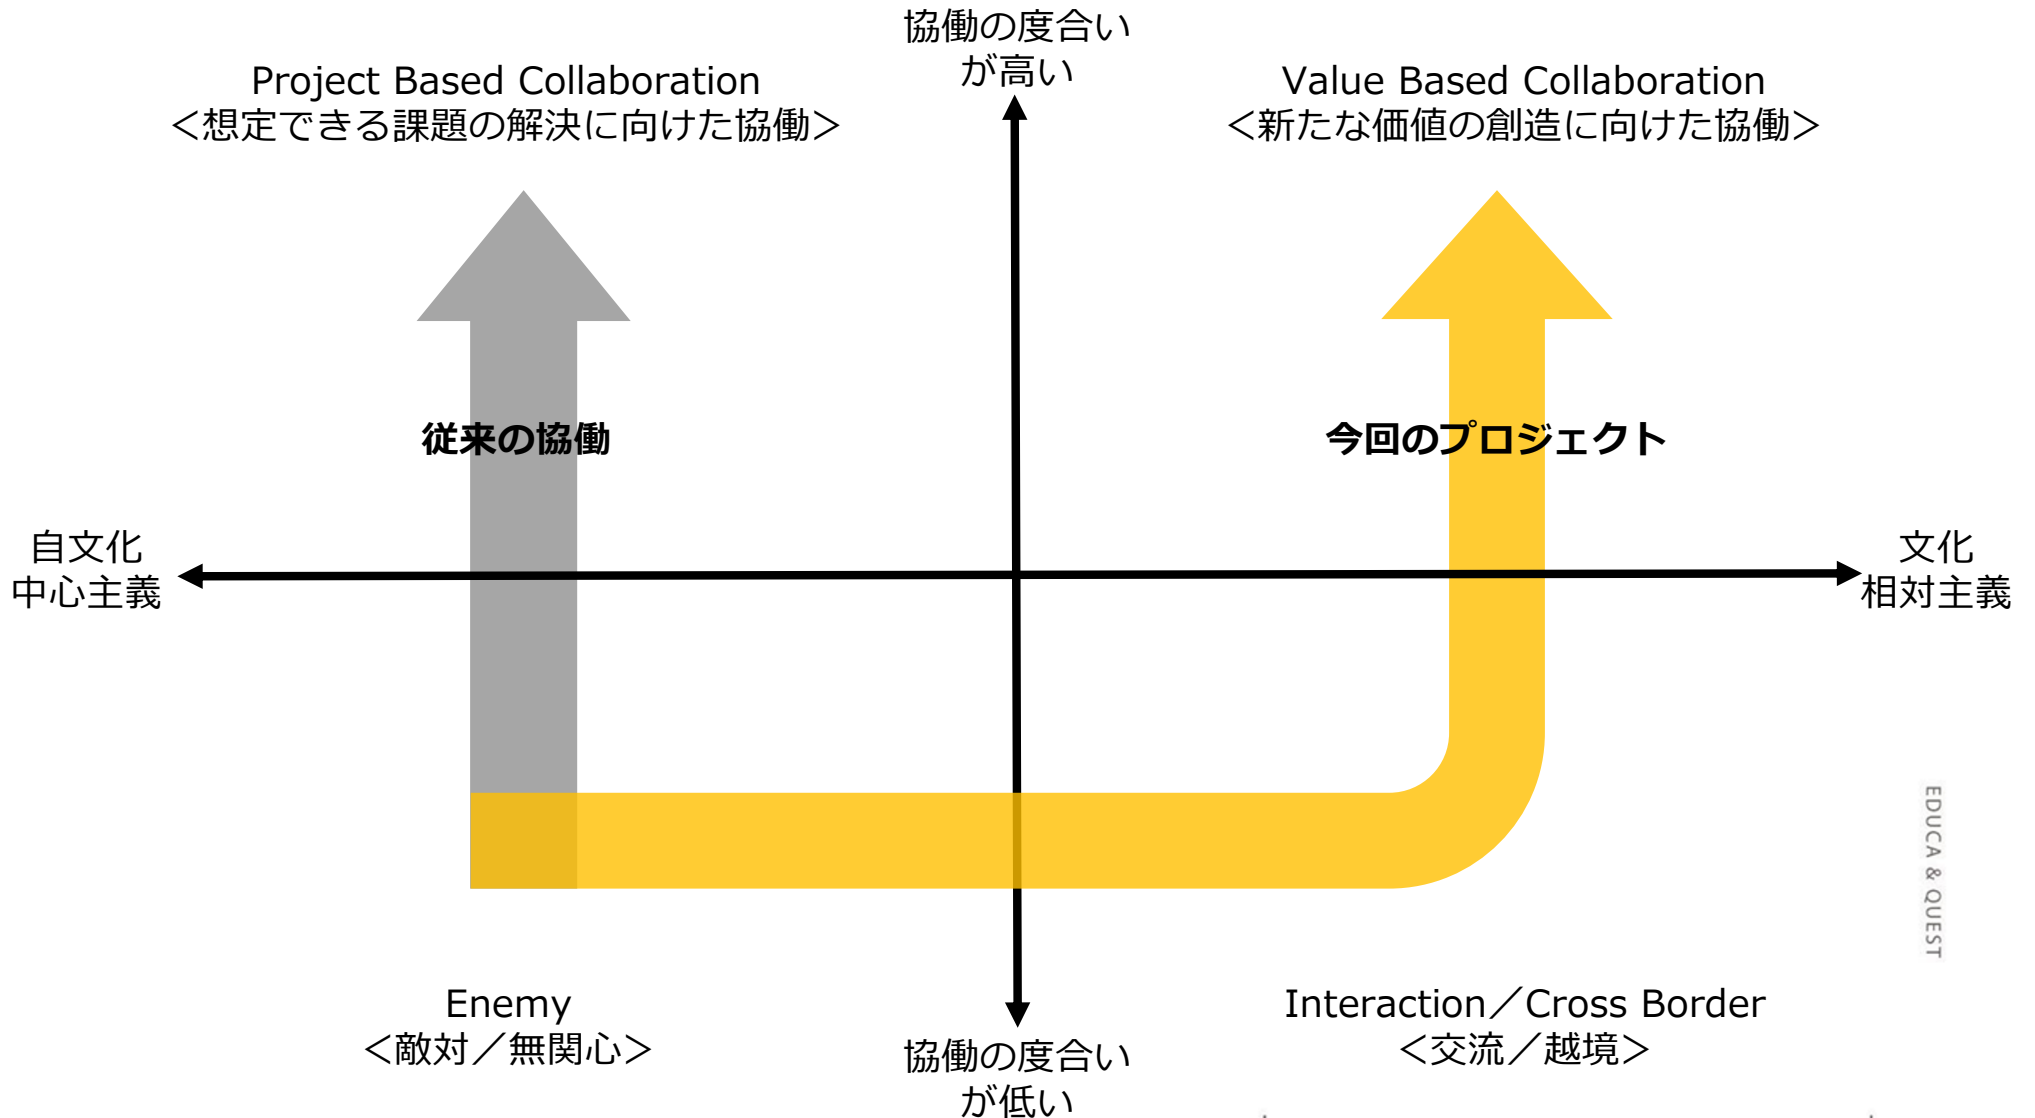 協働の度合い
が高い
Project Based Collaboration
＜想定できる課題の解決に向けた協働＞
Value Based Collaboration
＜新たな価値の創造に向けた協働＞
従来の協働
今回のプロジェクト
自文化
中心主義
文化
相対主義
EDUCA & QUEST
Enemy
＜敵対／無関心＞
Interaction／Cross Border
＜交流／越境＞
協働の度合い
が低い